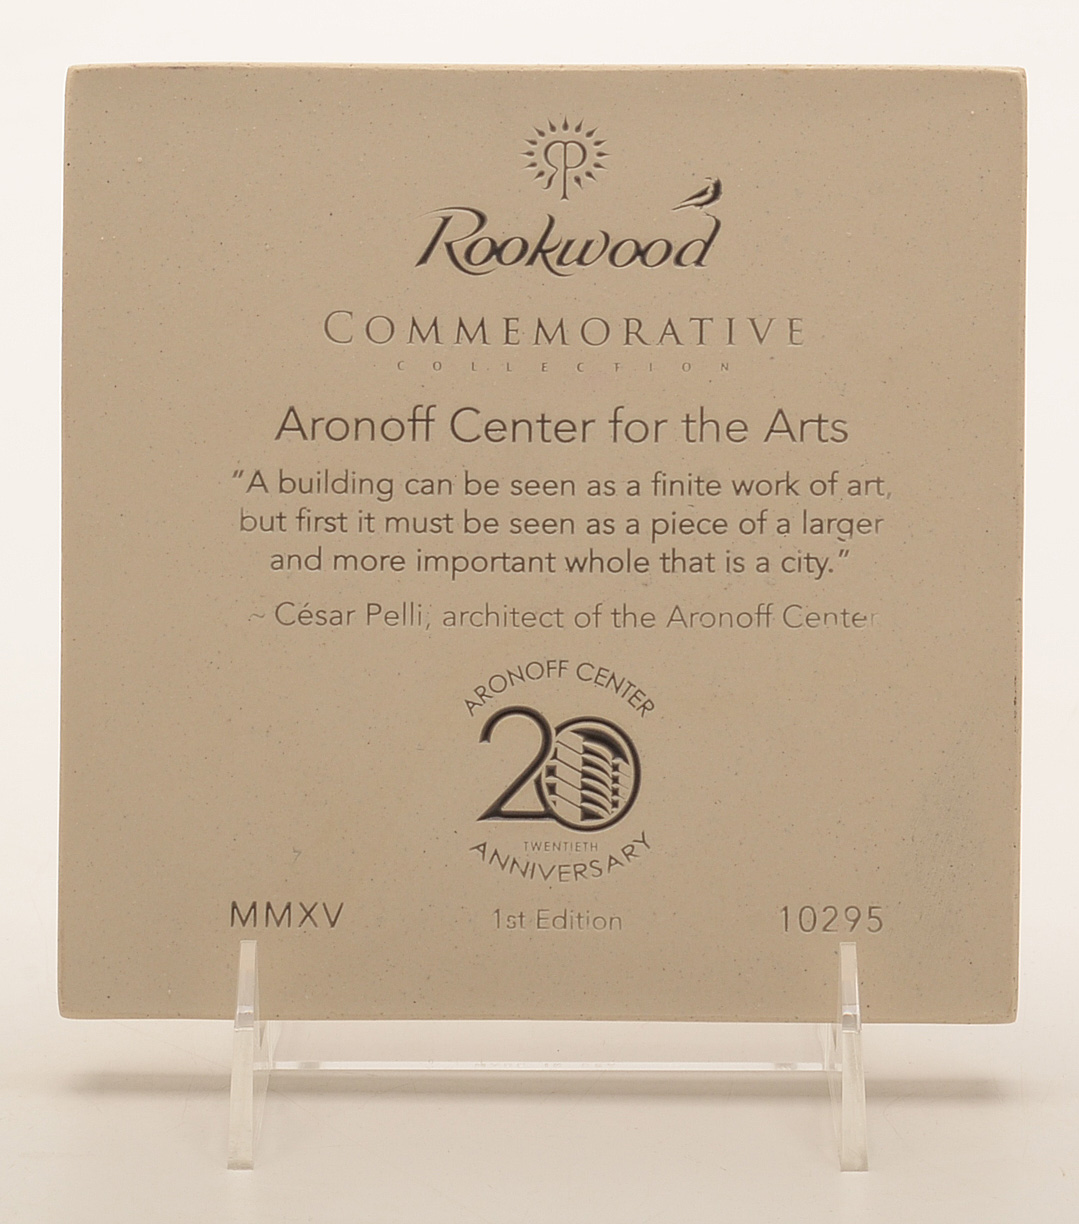 RP
Rookwood
COMMEMORATIVE
COLLECTION
Aronoff Center for the Arts
"A building can be seen as a finite work of art,
but first it must be seen as a piece of a larger
and more important whole that is a city."
~ César Pelli, architect of the Aronoff Center
ARONOFF CENTER
20
TWENTIETH
ANNIVERSARY
MMXV 1st Edition 10295